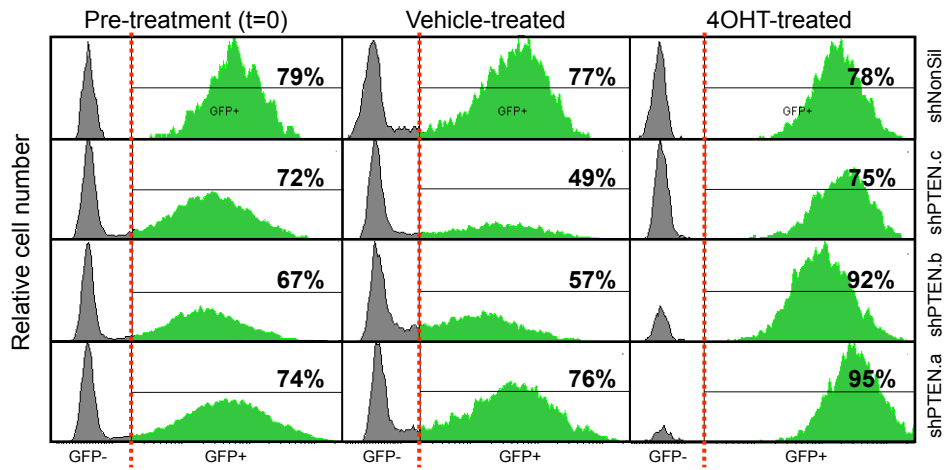 Pre-treatment (t=0) Vehicle-treated 4OHT-treated
79% 77% 78% shNonSil
GFP+ GFP+ GFP+
72% 49% 75% shPTEN.c
67% 57% 92% shPTEN.b
74% 76% 95% shPTEN.a
Relative cell number
GFP- GFP+ GFP- GFP+ GFP- GFP+